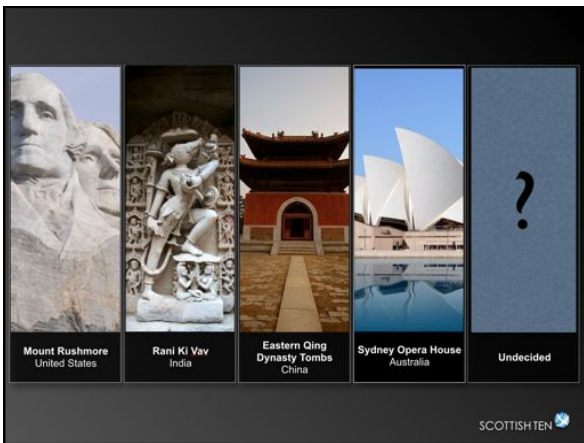 ?
Mount Rushmore
United States
Rani Ki Vav
India
Eastern Qing
Dynasty Tombs
China
Sydney Opera House
Australia
Undecided
SCOTTISH TEN